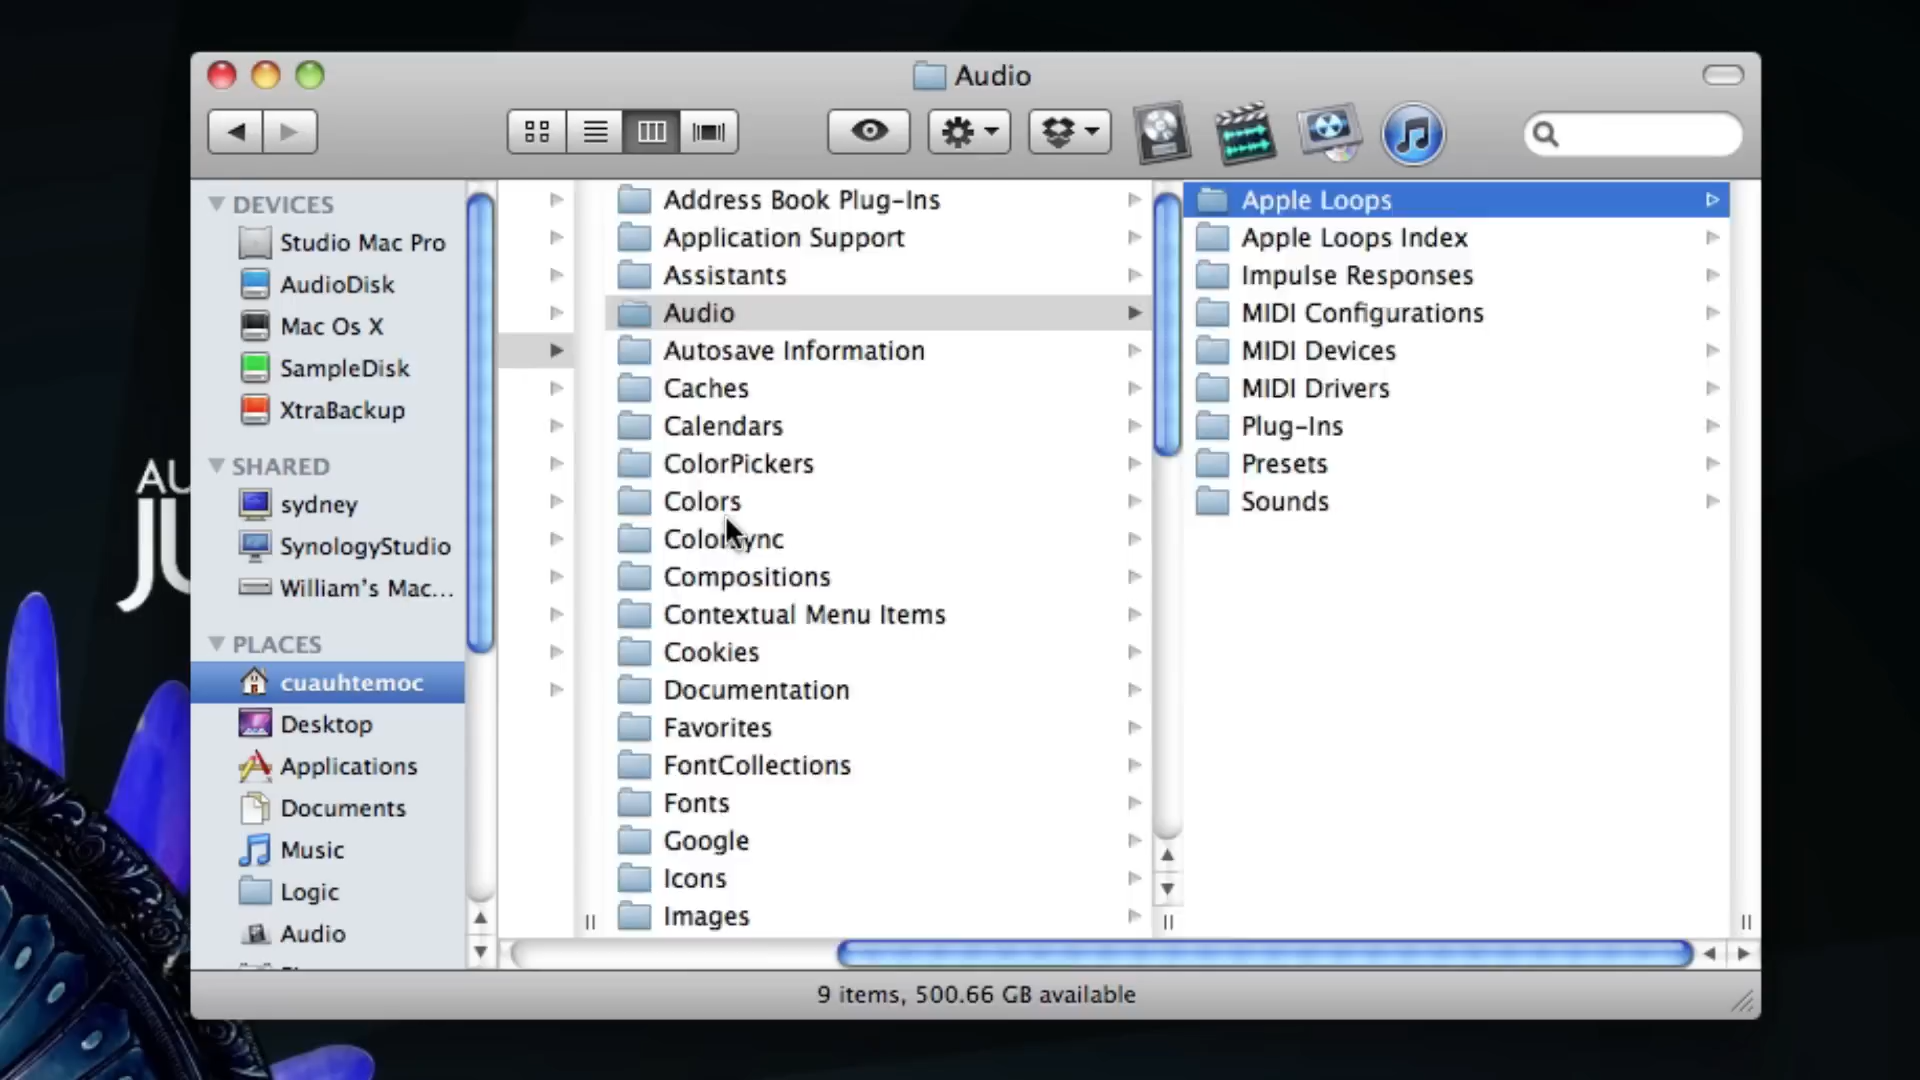 Audio
DEVICES
Studio Mac Pro
AudioDisk
Mac Os X
SampleDisk
XtraBackup
SHARED
sydney
SynologyStudio
William's Mac...
PLACES
cuauhtemoc
Desktop
Applications
Documents
Music
Logic
Audio
Address Book Plug-Ins
Application Support
Assistants
Audio
Autosave Information
Caches
Calendars
ColorPickers
Colors
ColorSync
Compositions
Contextual Menu Items
Cookies
Documentation
Favorites
FontCollections
Fonts
Google
Icons
Images
Apple Loops
Apple Loops Index
Impulse Responses
MIDI Configurations
MIDI Devices
MIDI Drivers
Plug-Ins
Presets
Sounds
9 items, 500.66 GB available
AU
JU